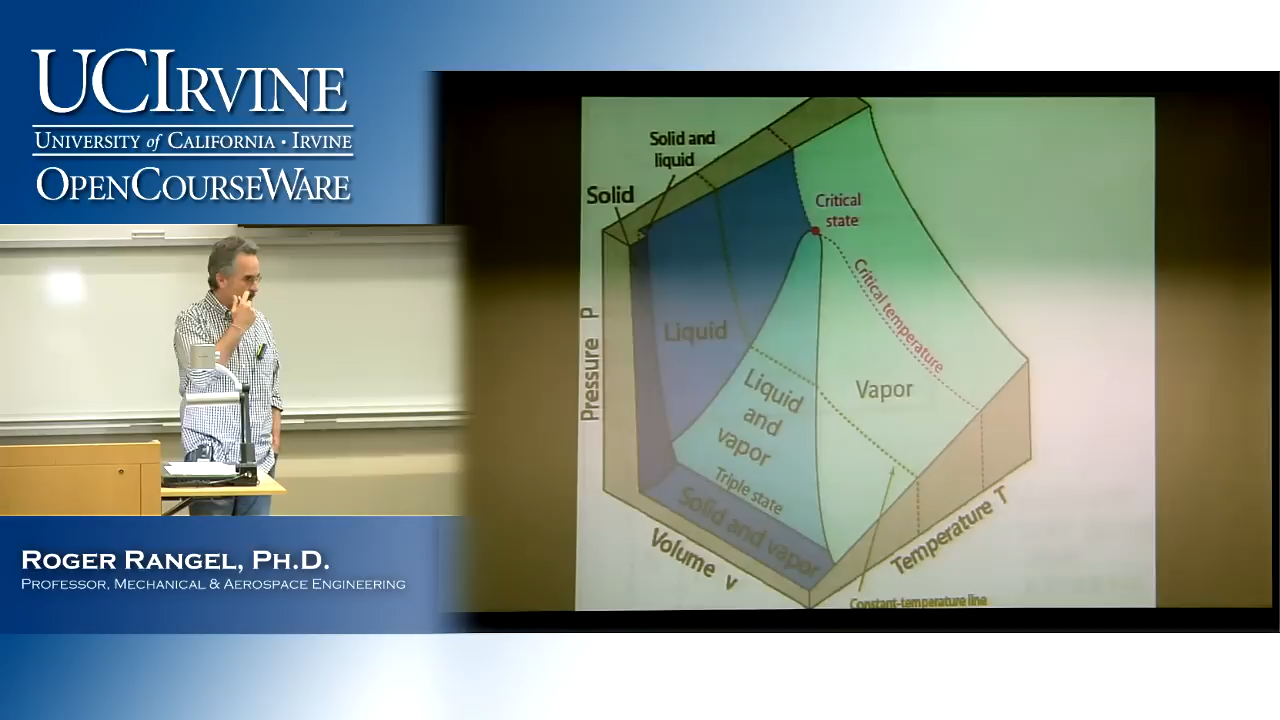 UCIRVINE
UNIVERSITY of CALIFORNIA · IRVINE
OPENCOURSEWARE
Solid and
liquid
Solid
Critical
state
Critical temperature
Pressure P
Liquid
Vapor
Liquid
and
vapor
Triple state
Solid and vapor
Volume v
Temperature T
Constant-temperature line
ROGER RANGEL, PH.D.
PROFESSOR, MECHANICAL & AEROSPACE ENGINEERING